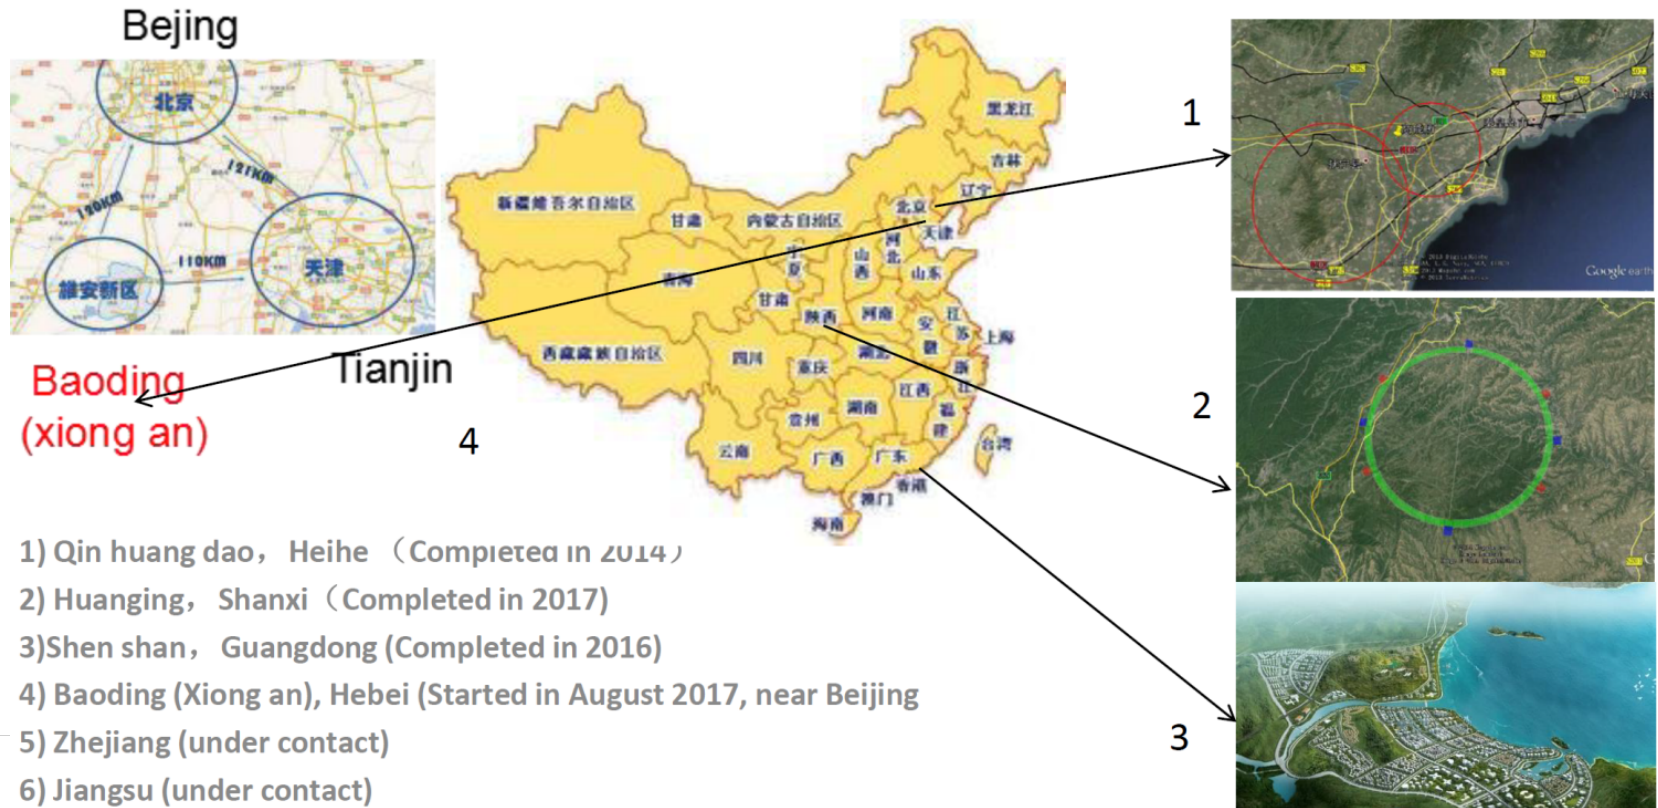 Bejing
北京
121KM
120KM
110KM
雄安新区
天津
Baoding
(xiong an)
Tianjin
4
黑龙江
吉林
辽宁
新疆维吾尔自治区
甘肃
内蒙古自治区
北京
天津
河北
宁夏
山西
山东
青海
甘肃
陕西
河南
江苏
安徽
上海
西藏藏族自治区
四川
重庆
湖北
浙江
江西
湖南
贵州
福建
台湾
云南
广西
广东
香港
澳门
海南
1
Google earth
2
3
1) Qin huang dao，Heihe （Completed in 2014）
2) Huanging，Shanxi（Completed in 2017)
3)Shen shan，Guangdong (Completed in 2016)
4) Baoding (Xiong an), Hebei (Started in August 2017, near Beijing
5) Zhejiang (under contact)
6) Jiangsu (under contact)